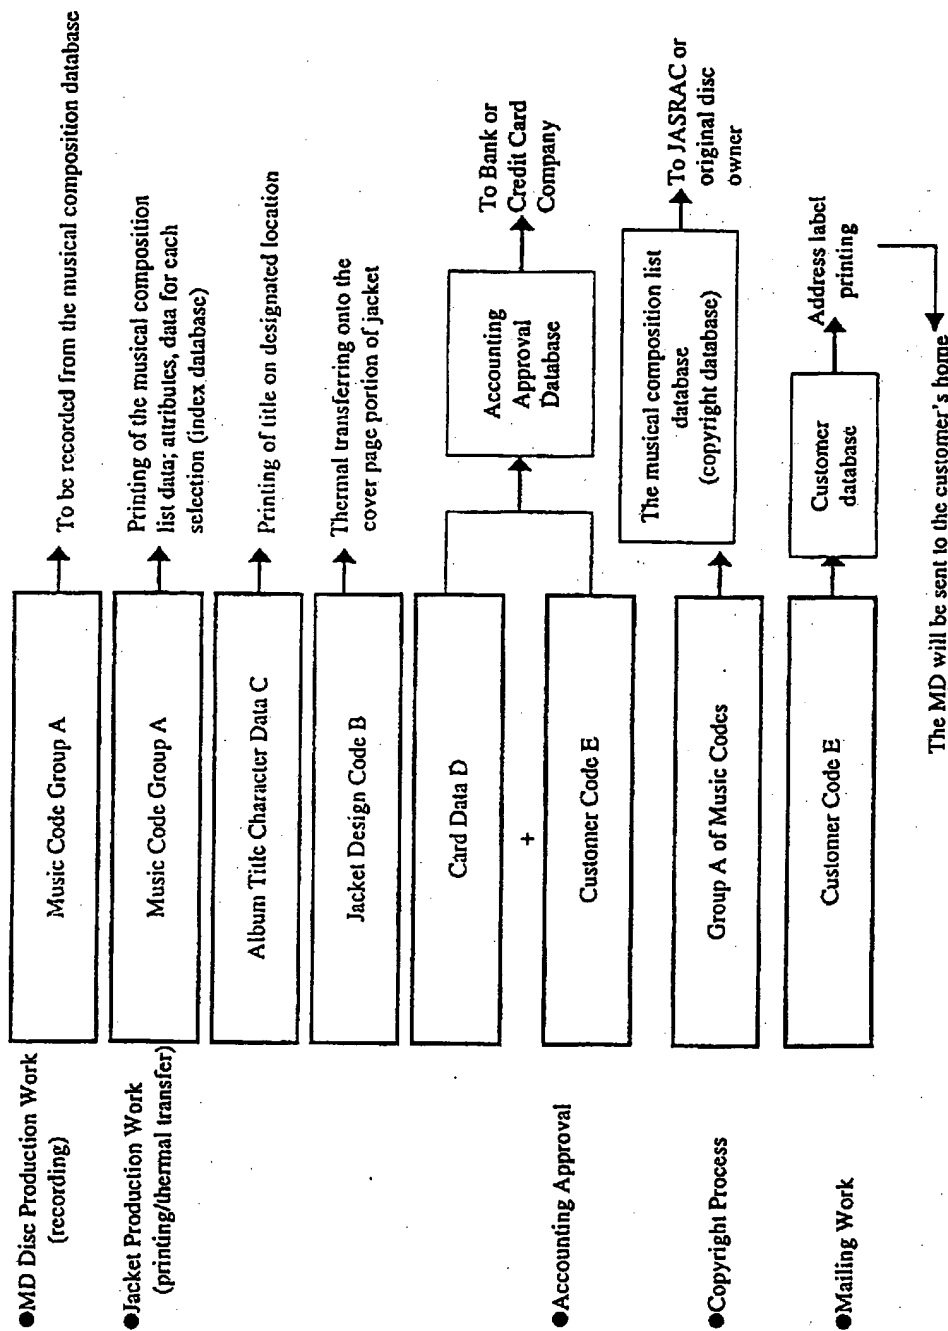 ●MD Disc Production Work
(recording)
Music Code Group A
To be recorded from the musical composition database
●Jacket Production Work
(printing/thermal transfer)
Music Code Group A
Printing of the musical composition
list data; attributes, data for each
selection (index database)
Album Title Character Data C
Printing of title on designated location
Jacket Design Code B
Thermal transferring onto the
cover page portion of jacket
●Accounting Approval
Card Data D
+
Customer Code E
Accounting
Approval
Database
To Bank or
Credit Card
Company
●Copyright Process
Group A of Music Codes
The musical composition list
database
(copyright database)
To JASRAC or
original disc
owner
●Mailing Work
Customer Code E
Customer
database
Address label
printing
The MD will be sent to the customer's home